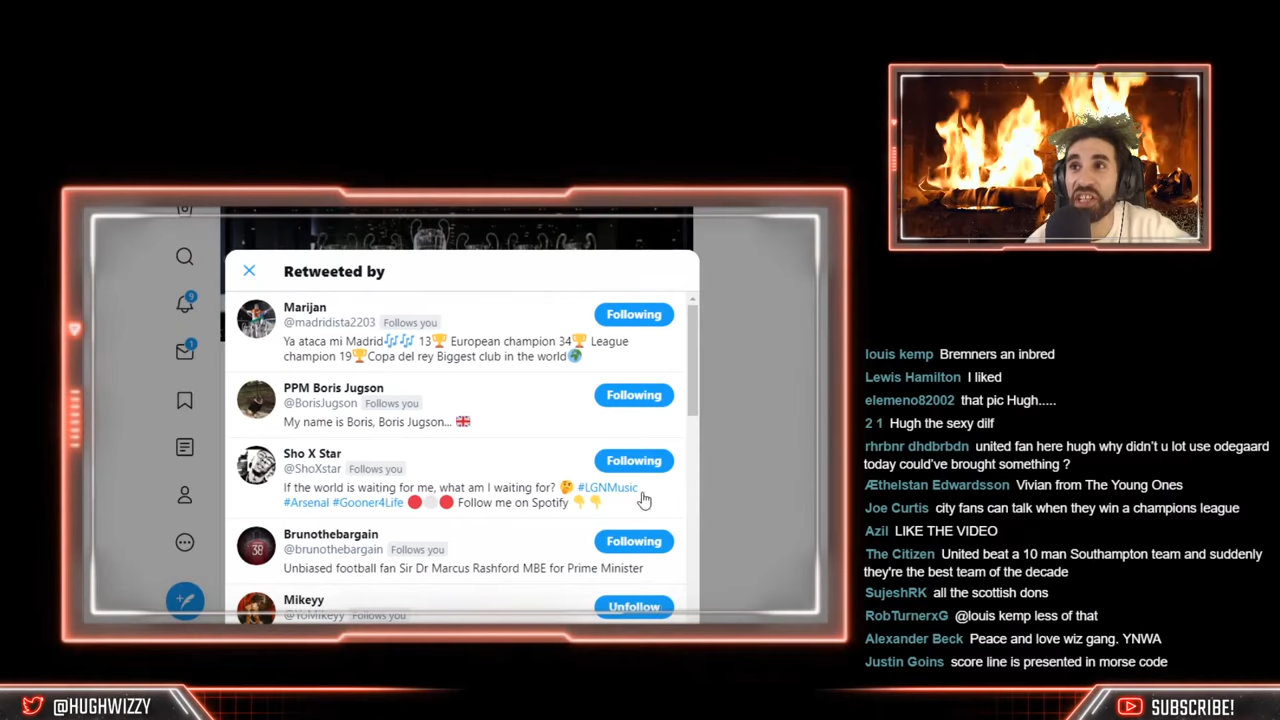 9
1
Retweeted by
Marijan
@madridista2203 Follows you
Following
Ya ataca mi Madrid🎶🎶 13🏆 European champion 34🏆 League
champion 19🏆Copa del rey Biggest club in the world🌍
PPM Boris Jugson
@BorisJugson Follows you
Following
My name is Boris, Boris Jugson... 🇬🇧
Sho X Star
@ShoXstar Follows you
Following
If the world is waiting for me, what am I waiting for? 🤔 #LGNMusic
#Arsenal #Gooner4Life 🔴⚪🔴 Follow me on Spotify 👇👇
Brunothebargain
@brunothebargain Follows you
Following
Unbiased football fan Sir Dr Marcus Rashford MBE for Prime Minister
38
Mikeyy
@YoMikeyy Follows you
Unfollow
louis kemp Bremners an inbred
Lewis Hamilton I liked
elemeno82002 that pic Hugh.....
2 1 Hugh the sexy dilf
rhrbnr dhdbrbdn united fan here hugh why didn't u lot use odegaard
today could've brought something ?
Æthelstan Edwardsson Vivian from The Young Ones
Joe Curtis city fans can talk when they win a champions league
Azil LIKE THE VIDEO
The Citizen United beat a 10 man Southampton team and suddenly
they're the best team of the decade
SujeshRK all the scottish dons
RobTurnerxG @louis kemp less of that
Alexander Beck Peace and love wiz gang. YNWA
Justin Goins score line is presented in morse code
@HUGHWIZZY
SUBSCRIBE!